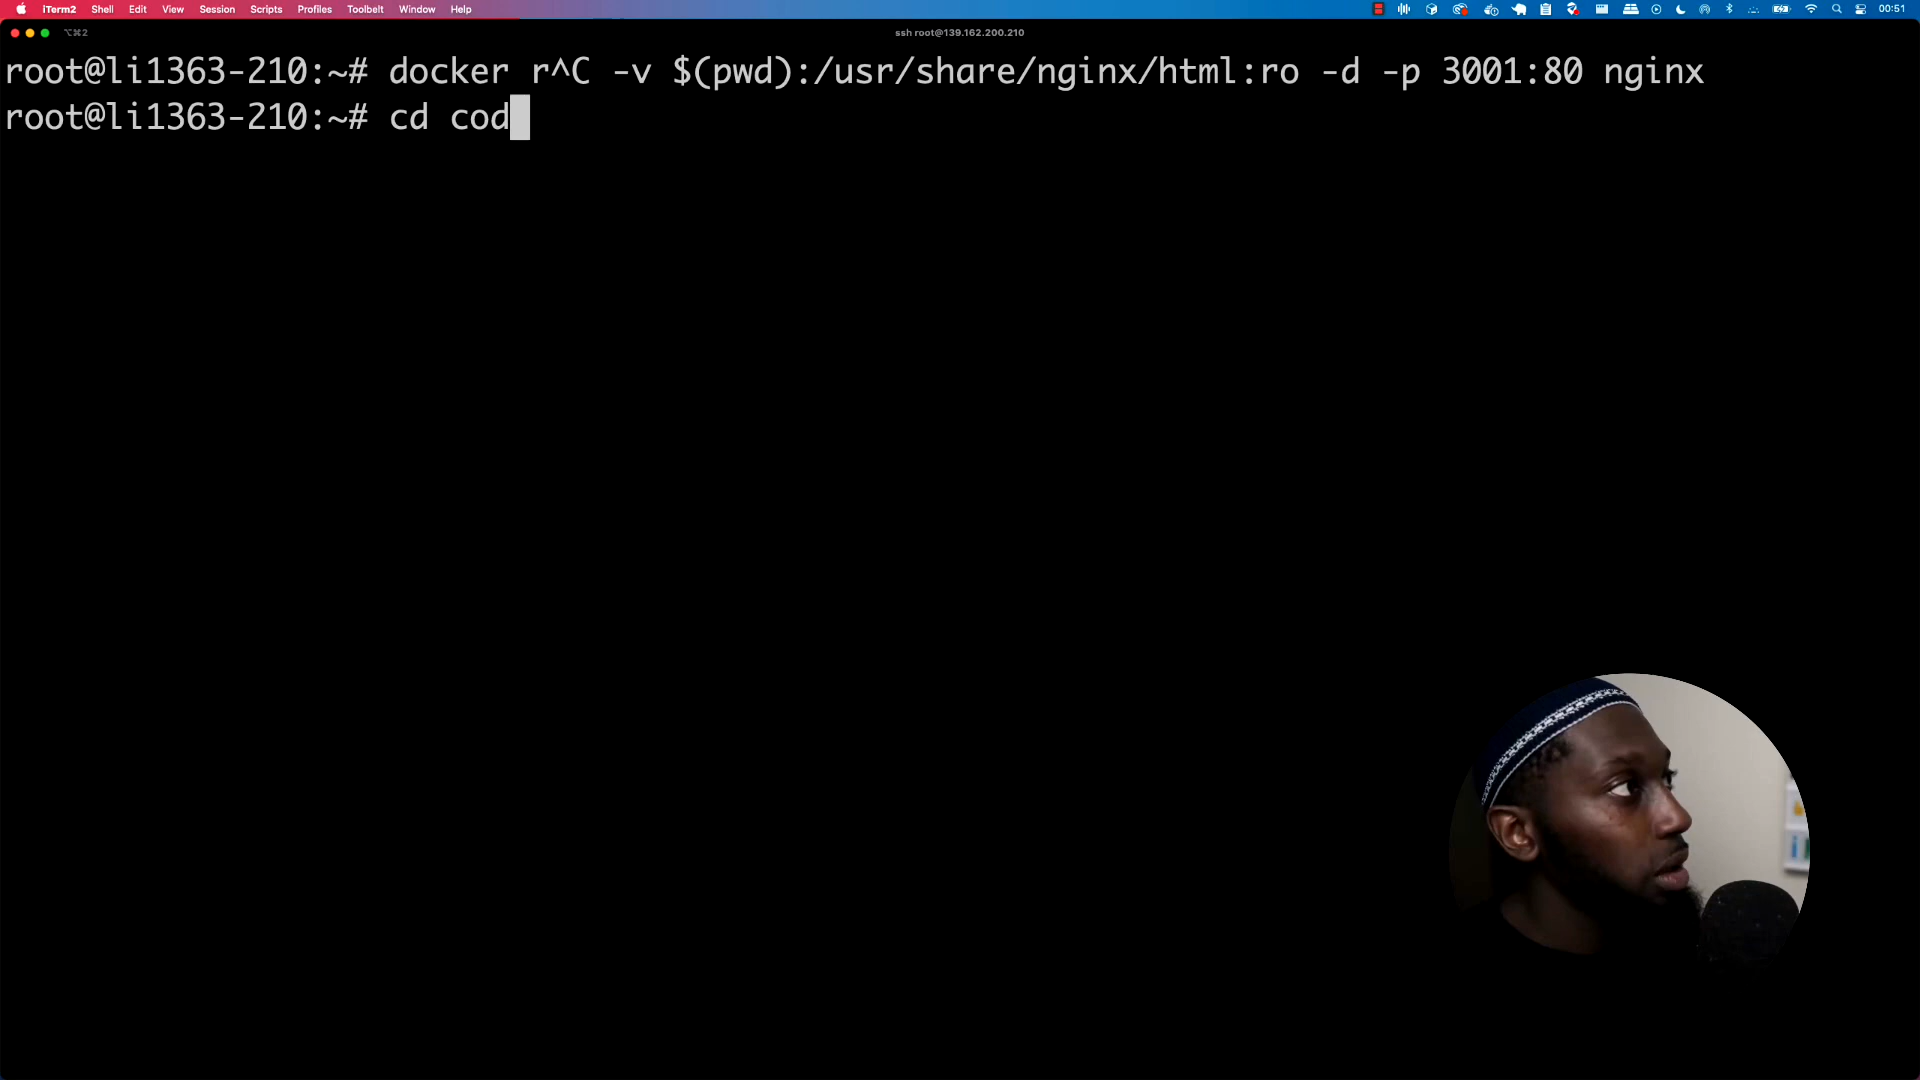 iTerm2 Shell Edit View Session Scripts Profiles Toolbelt Window Help 00:51
⌥⌘2 ssh root@139.162.200.210
root@li1363-210:~# docker r^C -v $(pwd):/usr/share/nginx/html:ro -d -p 3001:80 nginx
root@li1363-210:~# cd cod